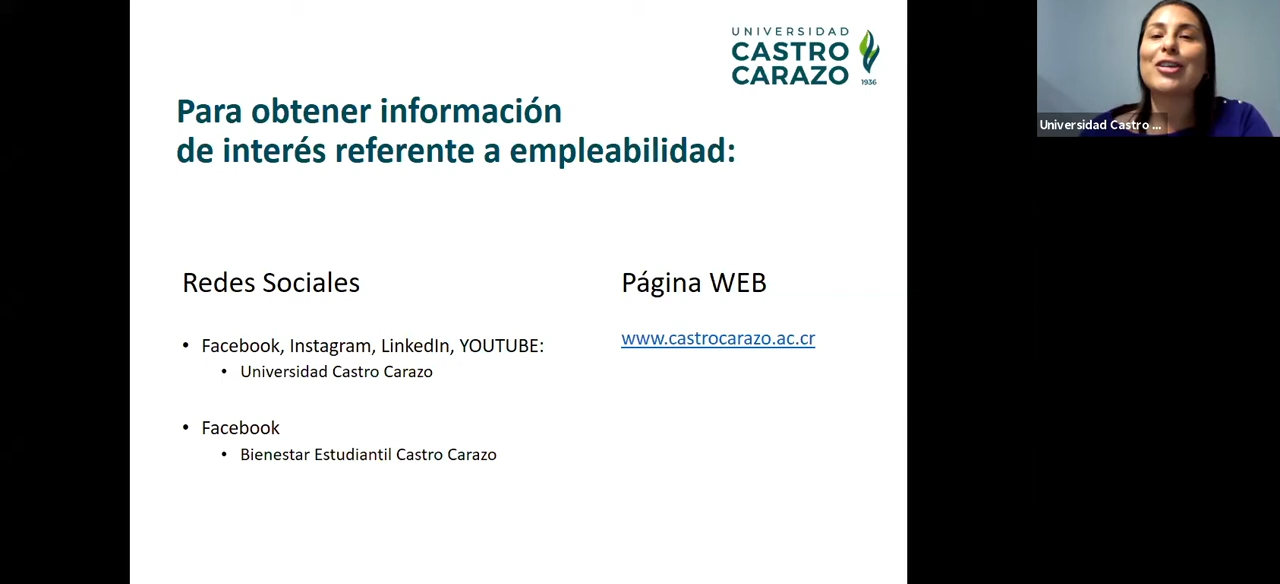 UNIVERSIDAD
CASTRO
CARAZO
1936
Para obtener información
de interés referente a empleabilidad:
Redes Sociales
• Facebook, Instagram, LinkedIn, YOUTUBE:
• Universidad Castro Carazo
• Facebook
• Bienestar Estudiantil Castro Carazo
Página WEB
www.castrocarazo.ac.cr
Universidad Castro ...